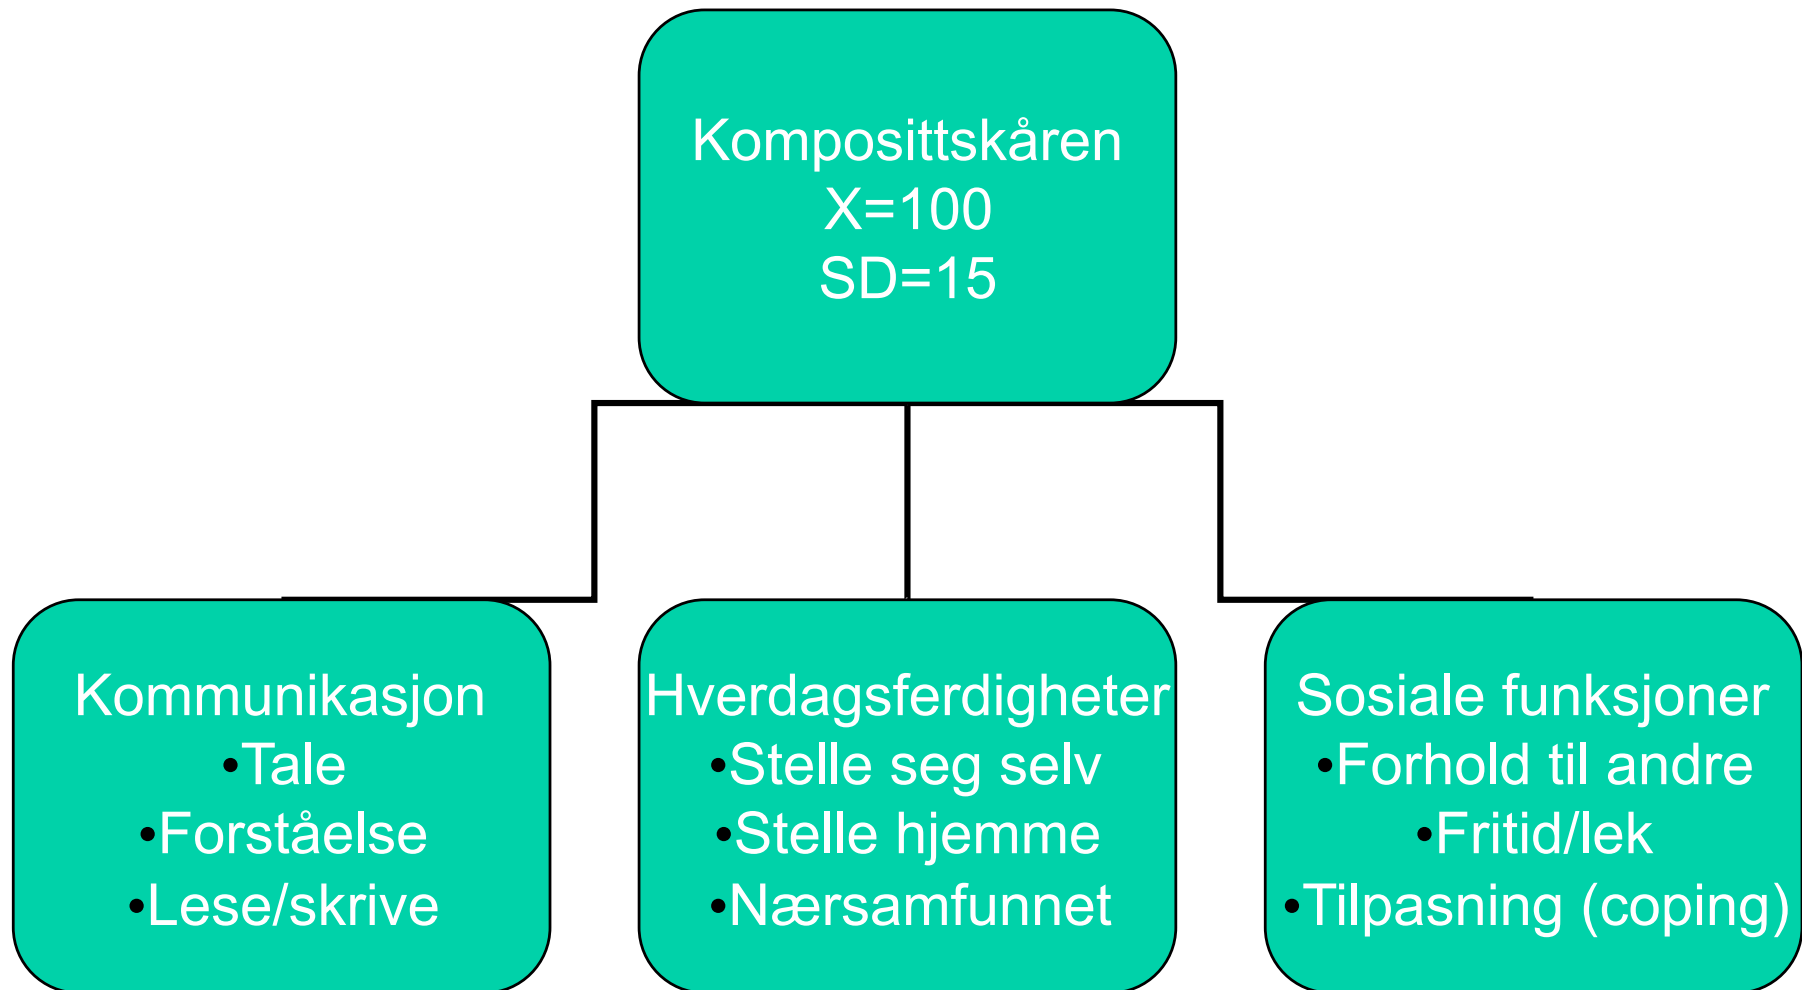 Komposittskåren
X=100
SD=15
Kommunikasjon
•Tale
•Forståelse
•Lese/skrive
Hverdagsferdigheter
•Stelle seg selv
•Stelle hjemme
•Nærsamfunnet
Sosiale funksjoner
•Forhold til andre
•Fritid/lek
•Tilpasning (coping)